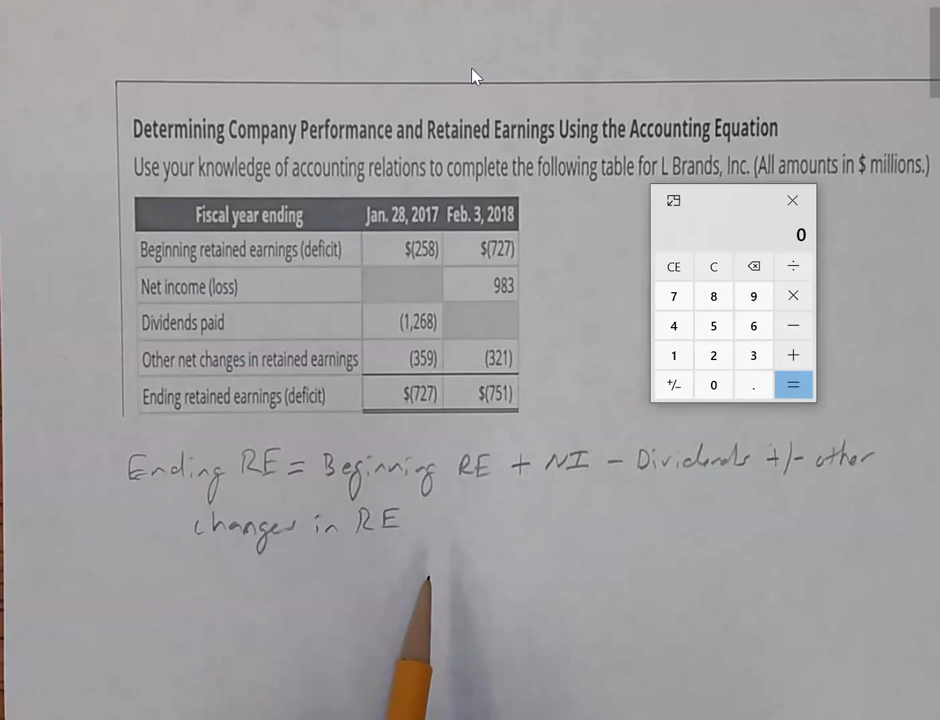 Determining Company Performance and Retained Earnings Using the Accounting Equation
Use your knowledge of accounting relations to complete the following table for L Brands, Inc. (All amounts in $ millions.)
Fiscal year ending Jan. 28, 2017 Feb. 3, 2018
Beginning retained earnings (deficit) $(258) $(727)
Net income (loss) 983
Dividends paid (1,268)
Other net changes in retained earnings (359) (321)
Ending retained earnings (deficit) $(727) $(751)
0
CE C ÷
7 8 9 ×
4 5 6 −
1 2 3 +
+/− 0 . =
Ending RE = Beginning RE + NI - Dividends +/- other
changes in RE